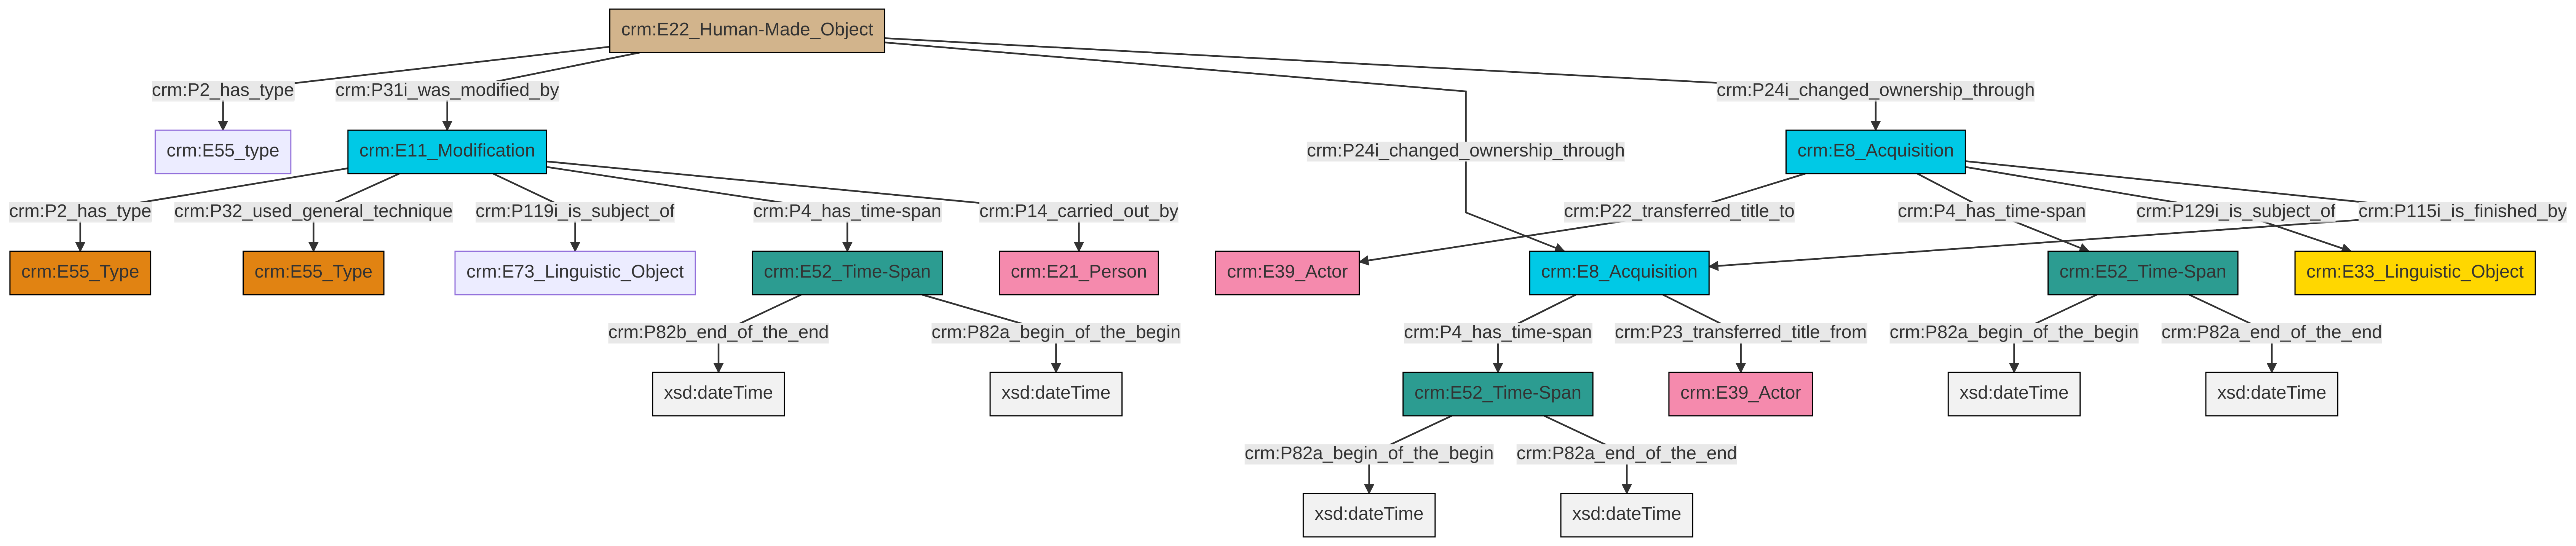 crm:E22_Human-Made_Object
crm:P2_has_type
crm:P31i_was_modified_by
crm:P24i_changed_ownership_through
crm:E55_type
crm:E11_Modification
crm:P24i_changed_ownership_through
crm:E8_Acquisition
crm:P2_has_type
crm:P32_used_general_technique
crm:P119i_is_subject_of
crm:P4_has_time-span
crm:P14_carried_out_by
crm:P22_transferred_title_to
crm:P4_has_time-span
crm:P129i_is_subject_of
crm:P115i_is_finished_by
crm:E55_Type
crm:E55_Type
crm:E73_Linguistic_Object
crm:E52_Time-Span
crm:E21_Person
crm:E39_Actor
crm:E8_Acquisition
crm:E52_Time-Span
crm:E33_Linguistic_Object
crm:P82b_end_of_the_end
crm:P82a_begin_of_the_begin
crm:P4_has_time-span
crm:P23_transferred_title_from
crm:P82a_begin_of_the_begin
crm:P82a_end_of_the_end
xsd:dateTime
xsd:dateTime
crm:E52_Time-Span
crm:E39_Actor
xsd:dateTime
xsd:dateTime
crm:P82a_begin_of_the_begin
crm:P82a_end_of_the_end
xsd:dateTime
xsd:dateTime